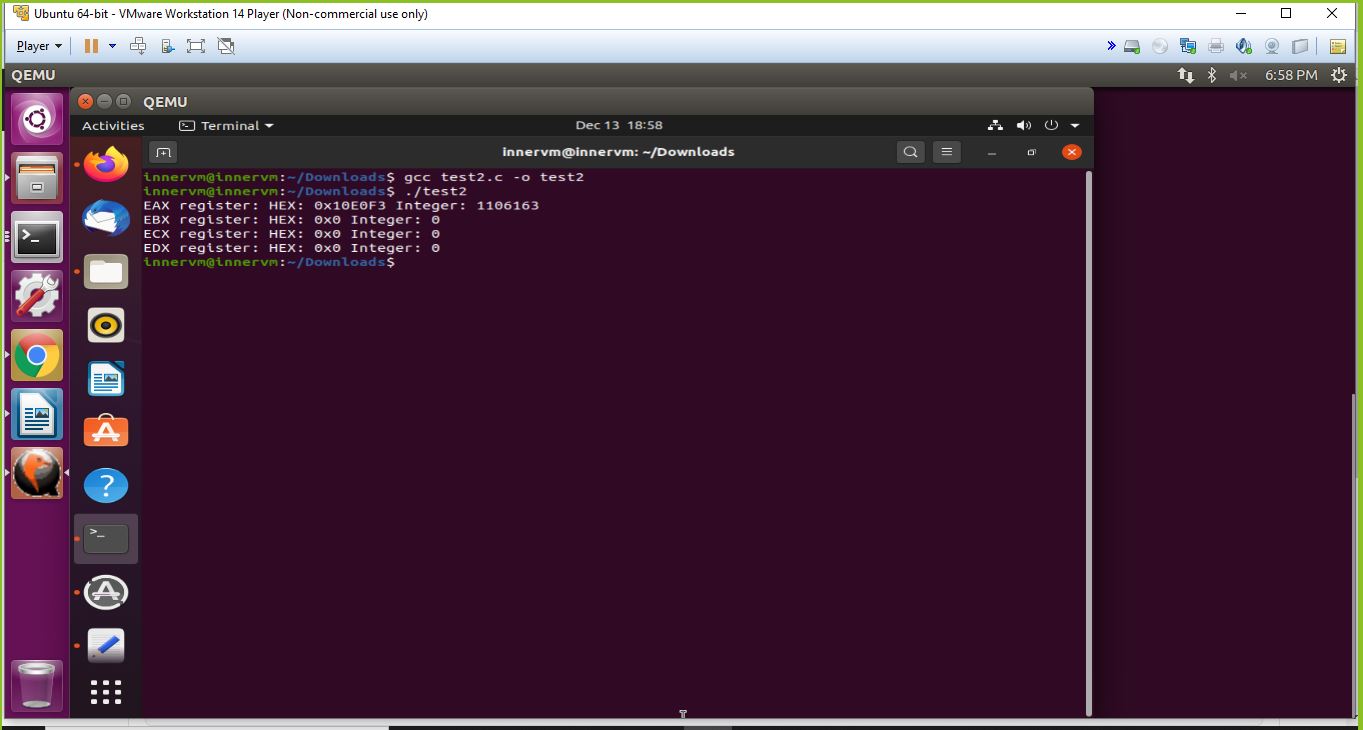 Ubuntu 64-bit - VMware Workstation 14 Player (Non-commercial use only)
Player
QEMU 6:58 PM
QEMU
Activities Terminal Dec 13 18:58
innervm@innervm: ~/Downloads
innervm@innervm:~/Downloads$ gcc test2.c -o test2
innervm@innervm:~/Downloads$ ./test2
EAX register: HEX: 0x10E0F3 Integer: 1106163
EBX register: HEX: 0x0 Integer: 0
ECX register: HEX: 0x0 Integer: 0
EDX register: HEX: 0x0 Integer: 0
innervm@innervm:~/Downloads$